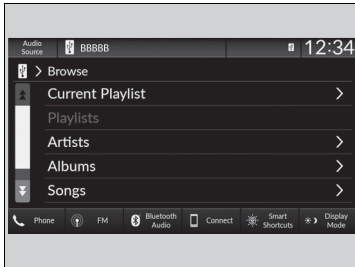 Audio
Source
BBBBB
12:34
> Browse
Current Playlist >
Playlists
Artists >
Albums >
Songs >
Phone
FM
Bluetooth
Audio
Connect
Smart
Shortcuts
Display
Mode